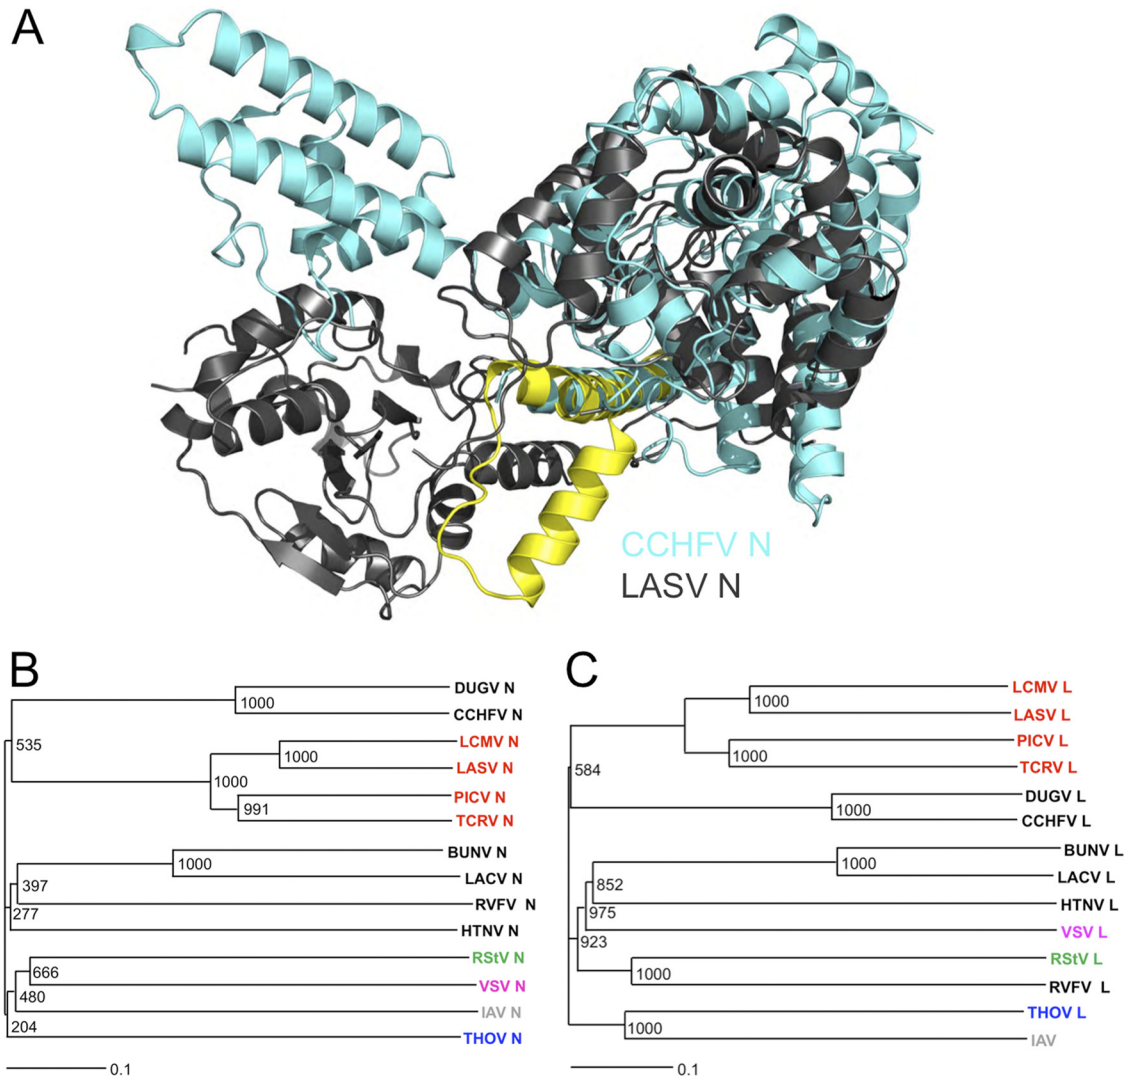 A
CCHFV N
LASV N
B
DUGV N
1000
CCHFV N
535
LCMV N
1000
LASV N
1000
PICV N
991
TCRV N
BUNV N
1000
LACV N
397
RVFV N
277
HTNV N
RStV N
666
VSV N
480
IAV N
204
THOV N
0.1
C
LCMV L
1000
LASV L
PICV L
584
1000
TCRV L
DUGV L
1000
CCHFV L
BUNV L
1000
LACV L
852
HTNV L
975
VSV L
923
RStV L
1000
RVFV L
THOV L
1000
IAV
0.1